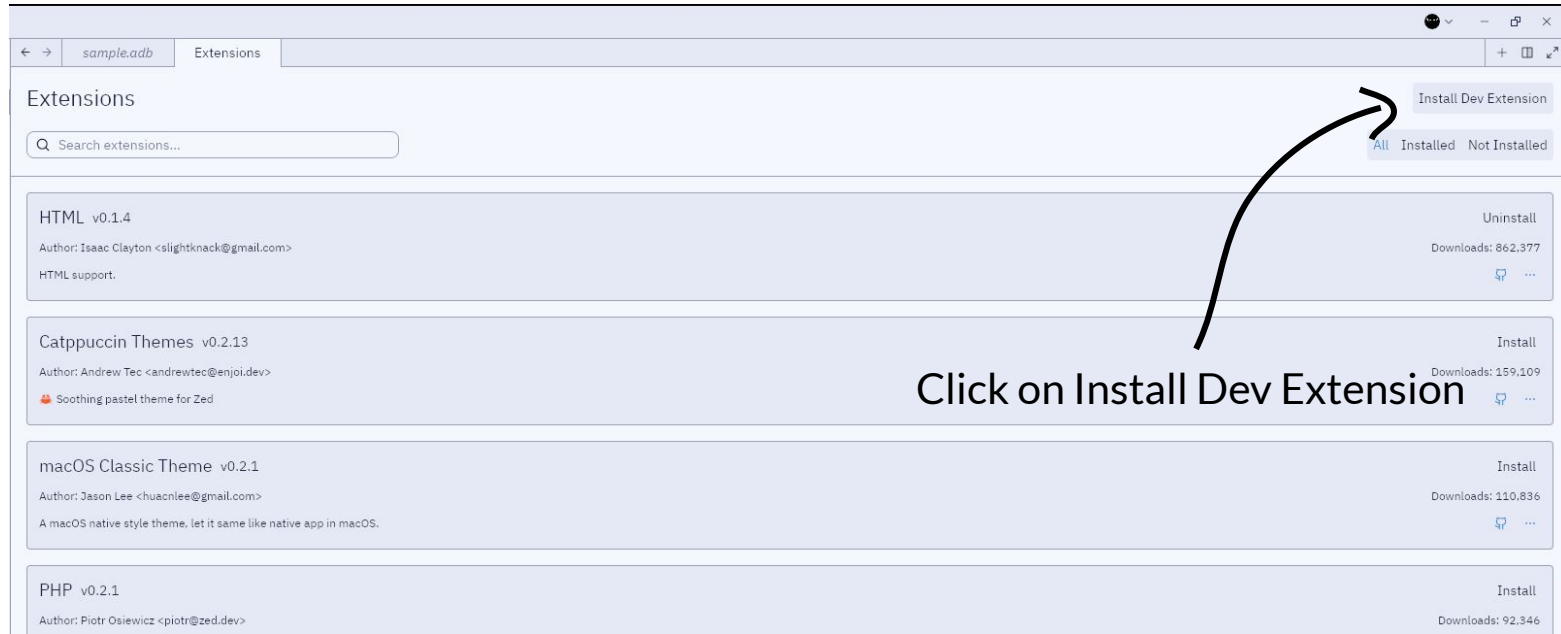 sample.adb Extensions
Extensions Install Dev Extension
Search extensions... All Installed Not Installed
HTML v0.1.4 Uninstall
Author: Isaac Clayton <slightknack@gmail.com> Downloads: 862,377
HTML support.
Catppuccin Themes v0.2.13 Install
Author: Andrew Tec <andrewtec@enjoi.dev> Downloads: 159,109
Click on Install Dev Extension
🦀 Soothing pastel theme for Zed
macOS Classic Theme v0.2.1 Install
Author: Jason Lee <huacnlee@gmail.com> Downloads: 110,836
A macOS native style theme, let it same like native app in macOS.
PHP v0.2.1 Install
Author: Piotr Osiewicz <piotr@zed.dev> Downloads: 92,346